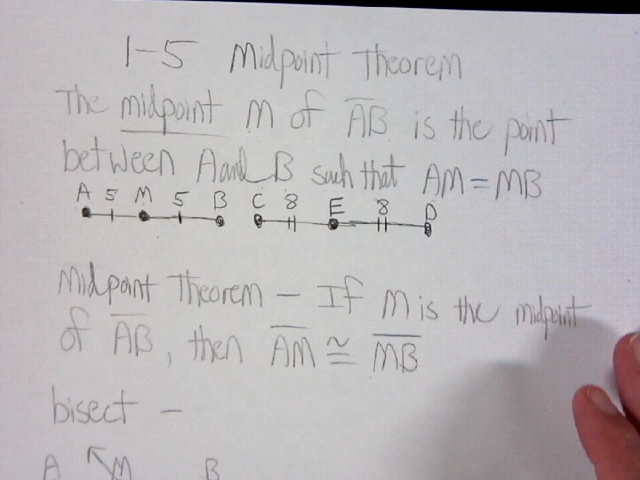 1-5 Midpoint Theorem
The midpoint M of AB is the point
between A and B such that AM = MB
A 5 M 5 B C 8 E 8 D
Midpoint Theorem - If M is the midpoint
of AB, then AM ≅ MB
bisect -
A M B